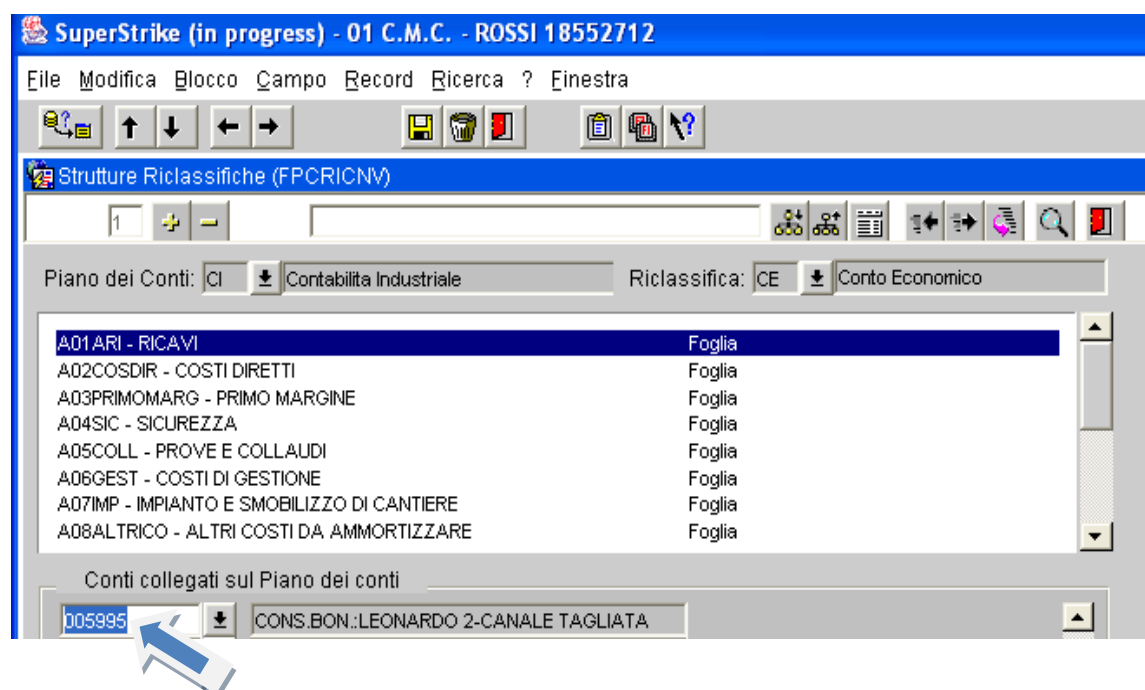 SuperStrike (in progress) - 01 C.M.C. - ROSSI 18552712
File Modifica Blocco Campo Record Ricerca ? Finestra
Strutture Riclassifiche (FPCRICNV)
1
Piano dei Conti: CI Contabilita Industriale Riclassifica: CE Conto Economico
A01ARI - RICAVI Foglia
A02COSDIR - COSTI DIRETTI Foglia
A03PRIMOMARG - PRIMO MARGINE Foglia
A04SIC - SICUREZZA Foglia
A05COLL - PROVE E COLLAUDI Foglia
A06GEST - COSTI DI GESTIONE Foglia
A07IMP - IMPIANTO E SMOBILIZZO DI CANTIERE Foglia
A08ALTRICO - ALTRI COSTI DA AMMORTIZZARE Foglia
Conti collegati sul Piano dei conti
005995 CONS.BON.:LEONARDO 2-CANALE TAGLIATA